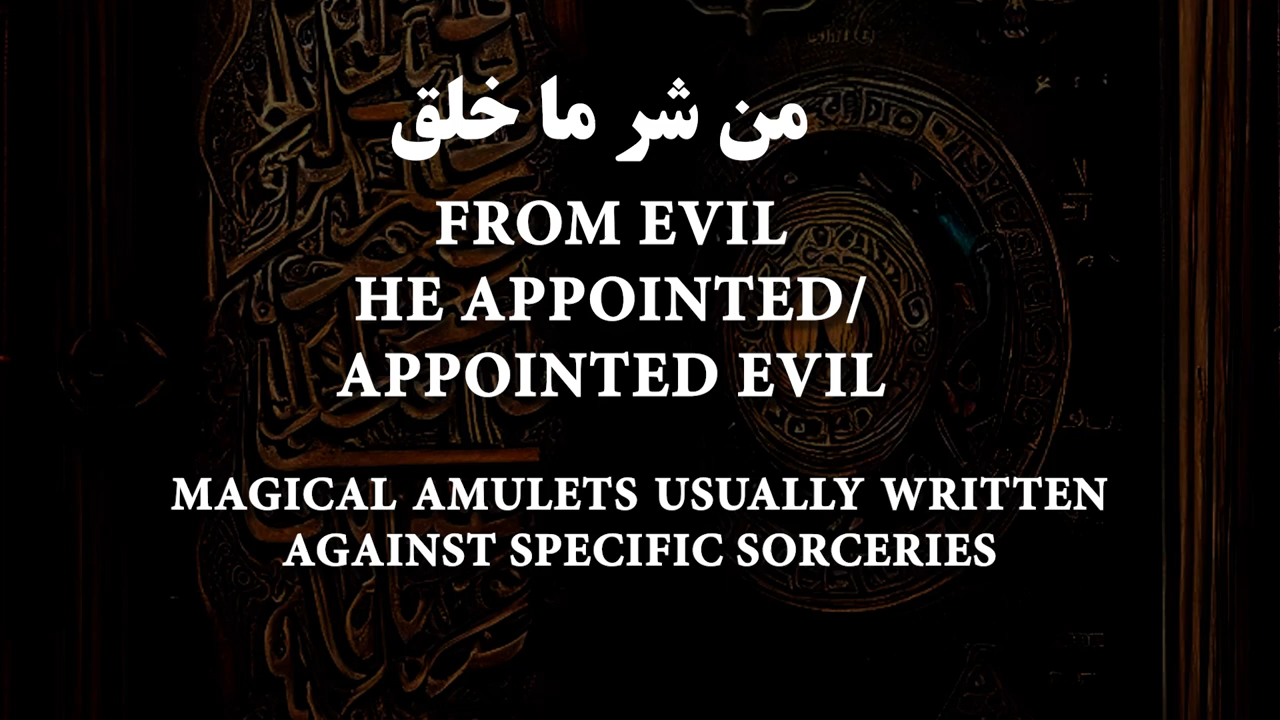 من شر ما خلق
FROM EVIL
HE APPOINTED/
APPOINTED EVIL
MAGICAL AMULETS USUALLY WRITTEN
AGAINST SPECIFIC SORCERIES